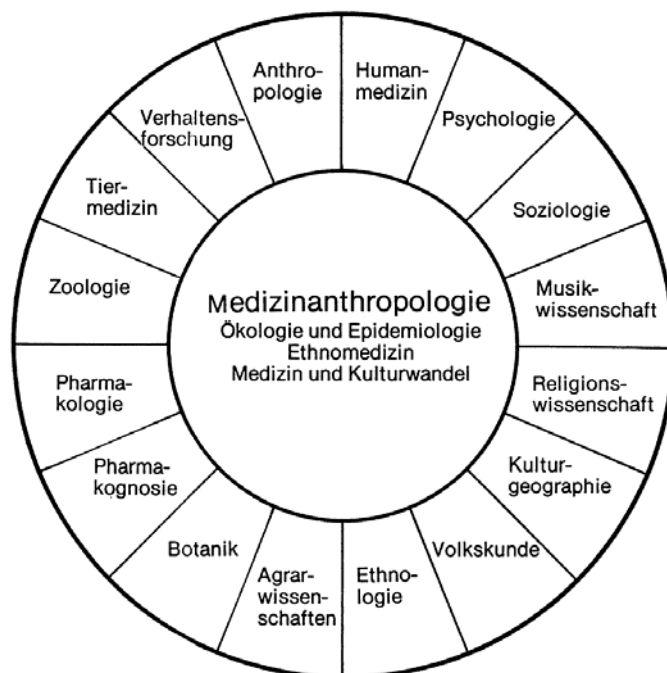 Anthro-
pologie
Human-
medizin
Psychologie
Soziologie
Musik-
wissenschaft
Religions-
wissenschaft
Kultur-
geographie
Volkskunde
Ethno-
logie
Agrar-
wissen-
schaften
Botanik
Pharma-
kognosie
Pharma-
kologie
Zoologie
Tier-
medizin
Verhaltens-
forschung
Medizinanthropologie
Ökologie und Epidemiologie
Ethnomedizin
Medizin und Kulturwandel